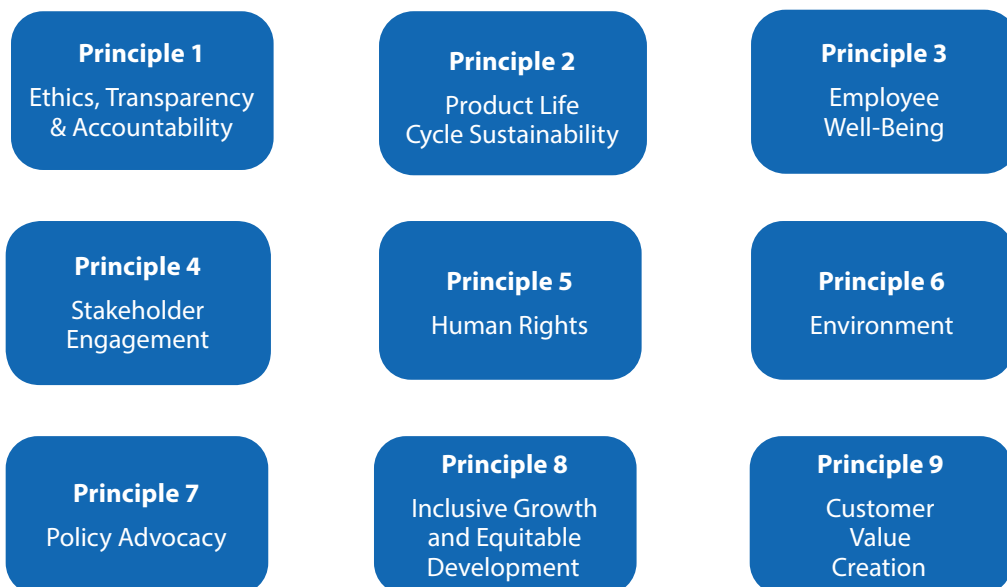 Principle 1
Ethics, Transparency
& Accountability
Principle 2
Product Life
Cycle Sustainability
Principle 3
Employee
Well-Being
Principle 4
Stakeholder
Engagement
Principle 5
Human Rights
Principle 6
Environment
Principle 7
Policy Advocacy
Principle 8
Inclusive Growth
and Equitable
Development
Principle 9
Customer
Value
Creation